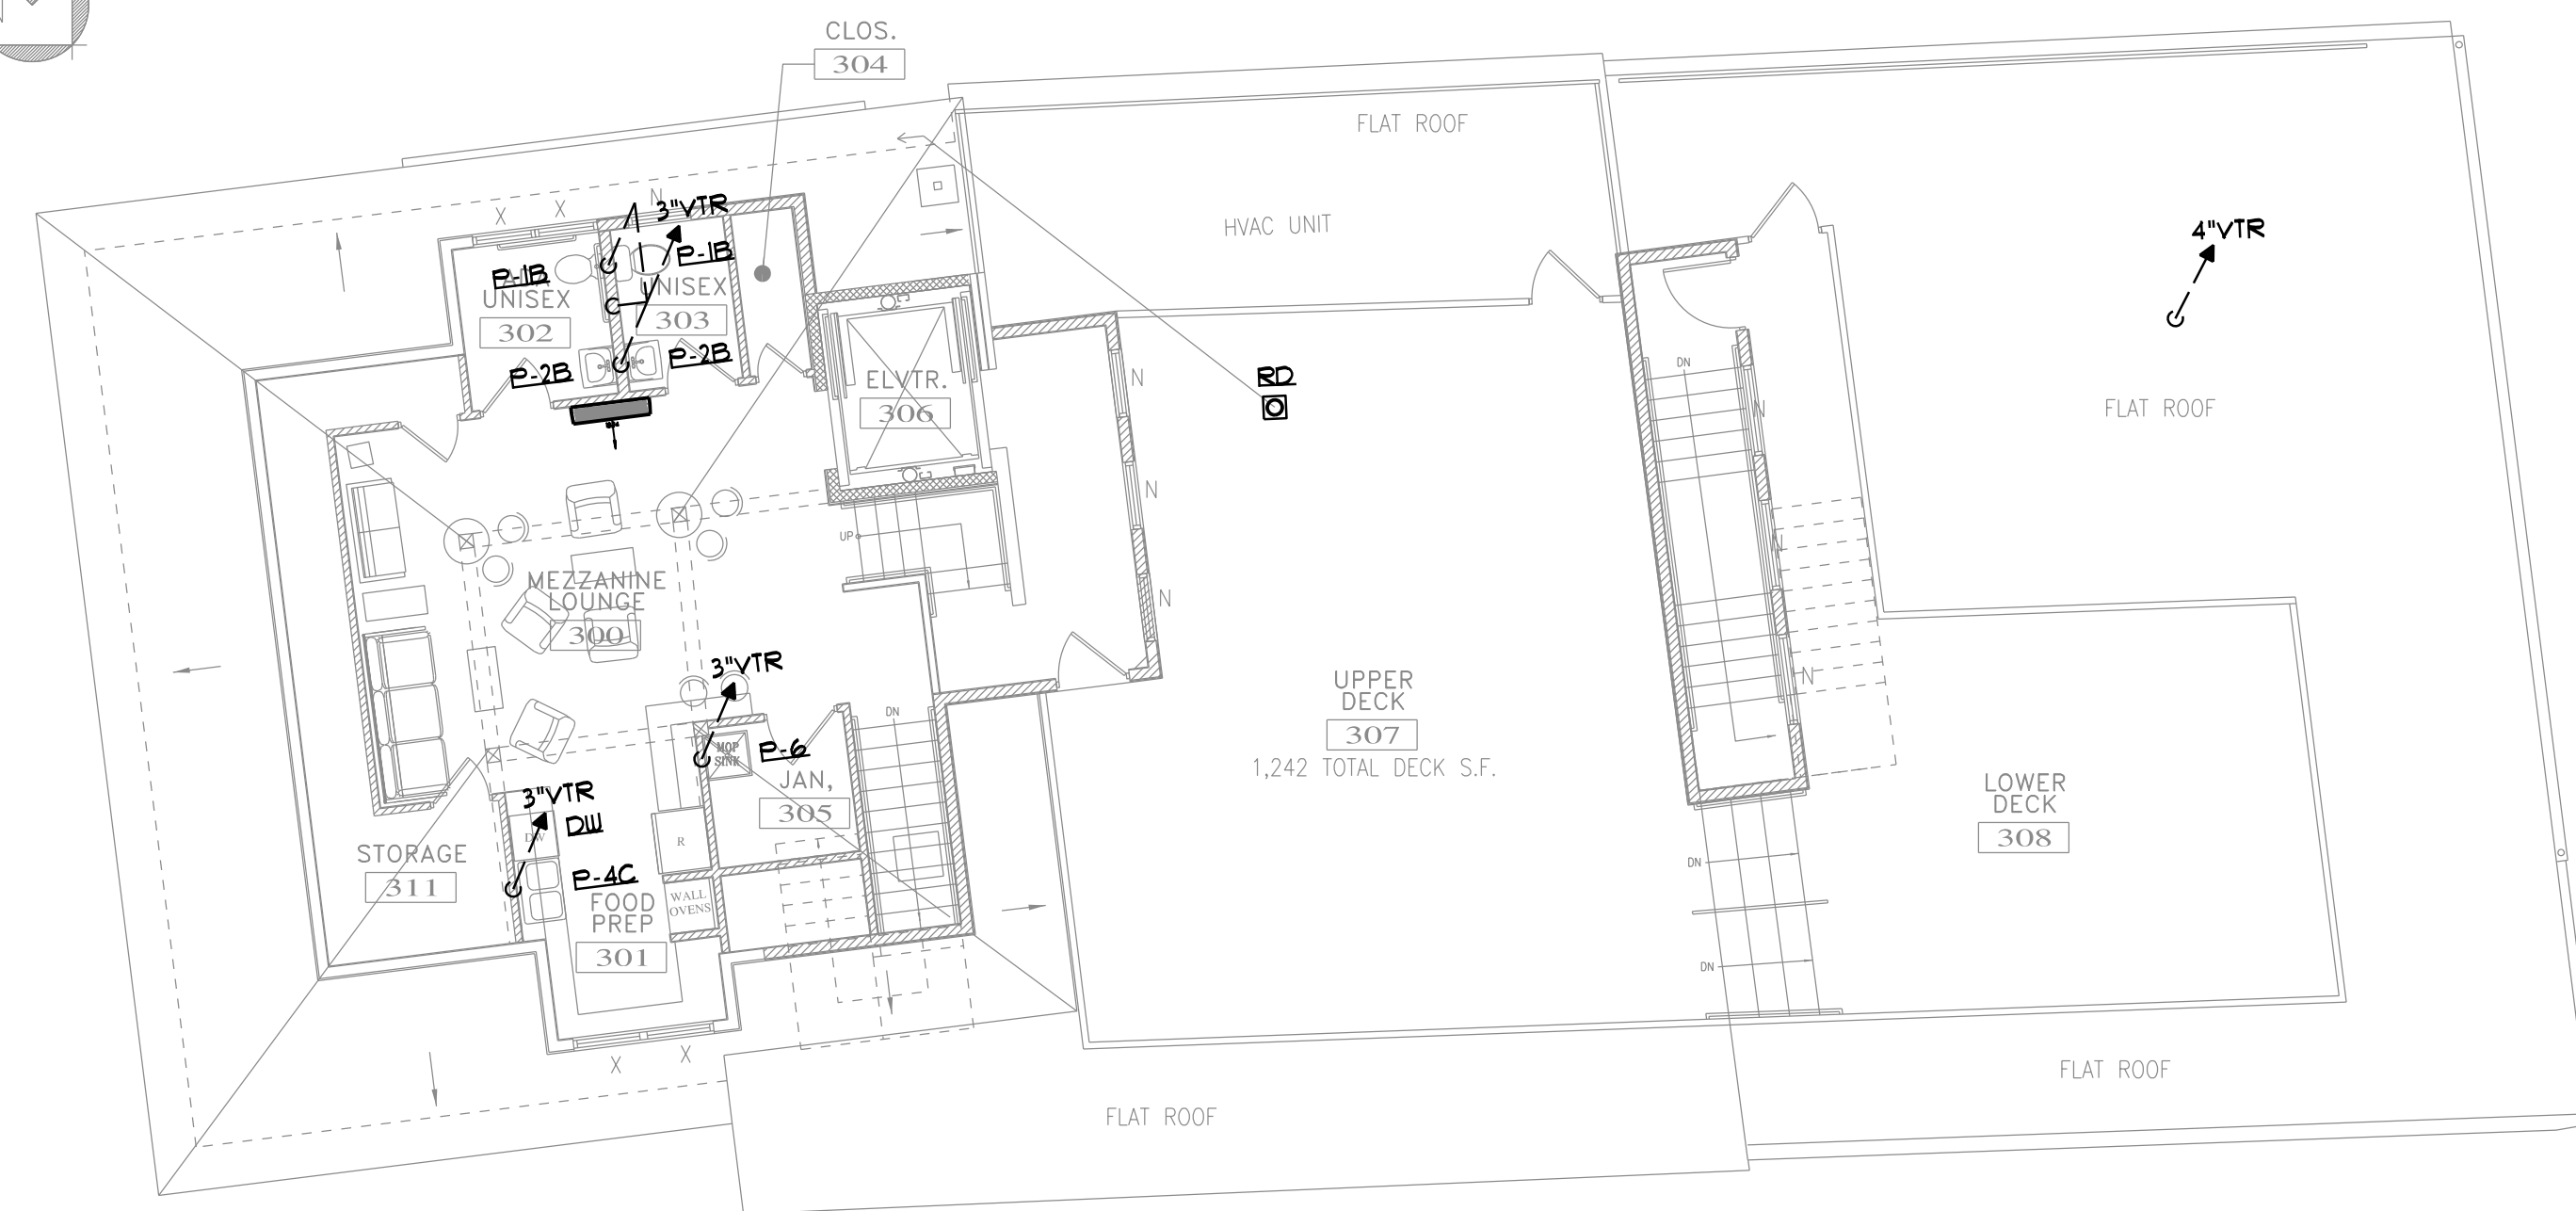 CLOS.
304
FLAT ROOF
HVAC UNIT
X
X
N
3"VTR
P-1B
P-1B
UNISEX
302
UNISEX
303
P-2B
P-2B
ELVTR.
306
RD
N
N
N
DN
N
N
N
4"VTR
FLAT ROOF
UP
MEZZANINE
LOUNGE
300
3"VTR
MOP
SINK
P-6
JAN,
305
DN
UPPER
DECK
307
1,242 TOTAL DECK S.F.
LOWER
DECK
308
3"VTR
DW
DW
R
STORAGE
311
P-4C
FOOD
PREP
301
WALL
OVENS
DN
DN
X
X
FLAT ROOF
FLAT ROOF